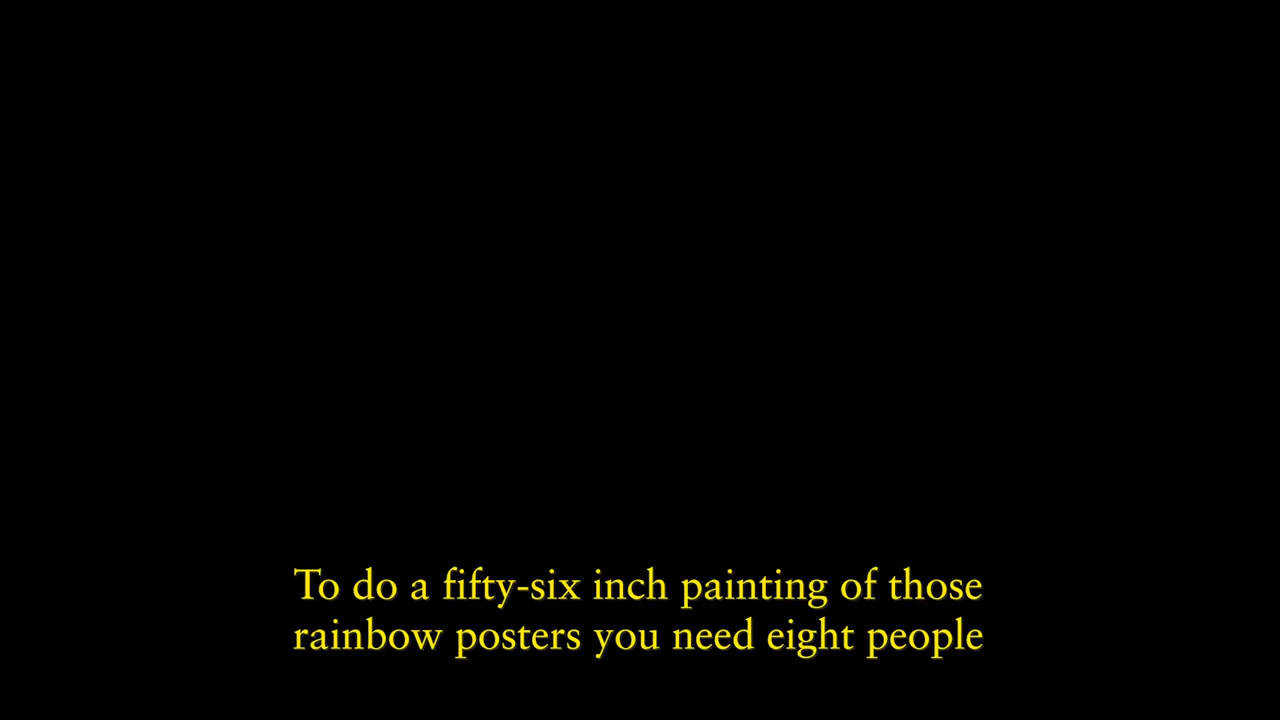 To do a fifty-six inch painting of those
rainbow posters you need eight people